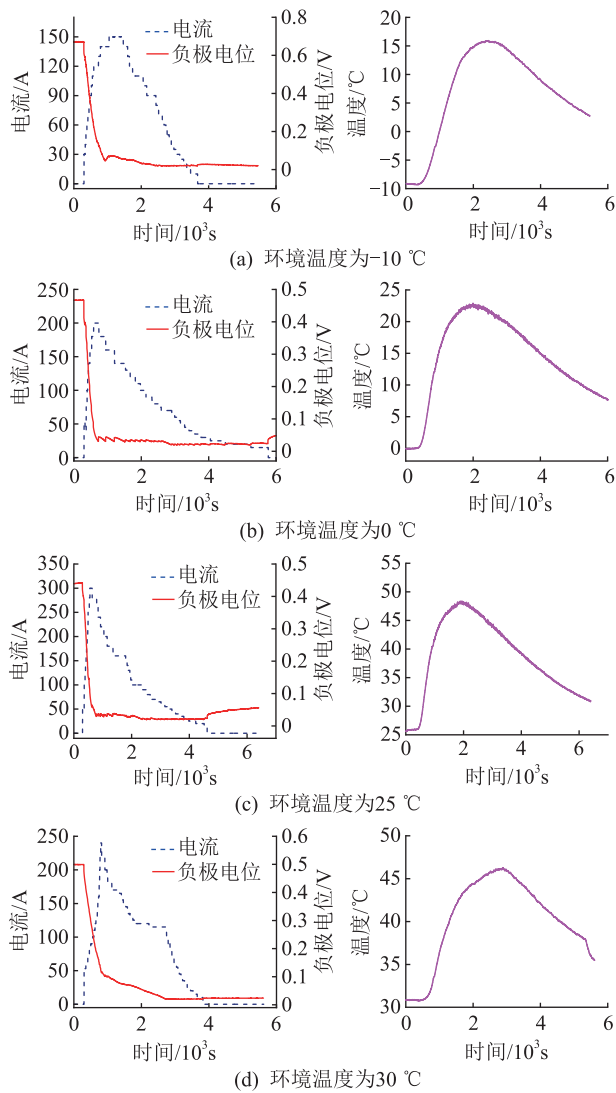 电流/A
150
120
90
60
30
0
电流
负极电位
0.8
0.6
0.4
0.2
0
负极电位/V
0 2 4 6
时间/10³s
温度/℃
20
15
10
5
0
−5
−10
0 2 4 6
时间/10³s
(a) 环境温度为−10 ℃
电流/A
250
200
150
100
50
0
电流
负极电位
0.5
0.4
0.3
0.2
0.1
0
负极电位/V
0 2 4 6
时间/10³s
温度/℃
25
20
15
10
5
0
0 2 4 6
时间/10³s
(b) 环境温度为0 ℃
电流/A
350
300
250
200
150
100
50
0
电流
负极电位
0.5
0.4
0.3
0.2
0.1
0
负极电位/V
0 2 4 6
时间/10³s
温度/℃
55
50
45
40
35
30
25
0 2 4 6
时间/10³s
(c) 环境温度为25 ℃
电流/A
250
200
150
100
50
0
电流
负极电位
0.6
0.5
0.4
0.3
0.2
0.1
0
负极电位/V
0 2 4 6
时间/10³s
温度/℃
50
45
40
35
30
0 2 4 6
时间/10³s
(d) 环境温度为30 ℃